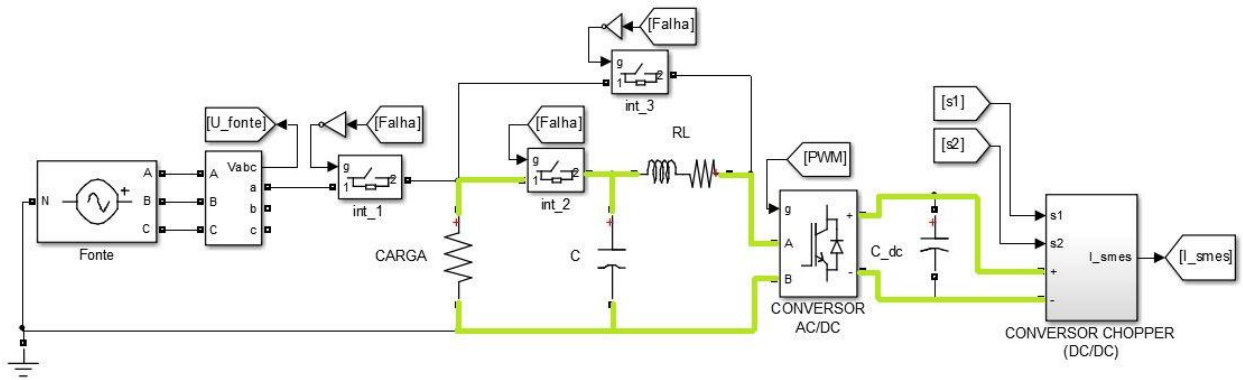 [Falha]
g
1
2
int_3
[U_fonte]
[Falha]
[Falha]
RL
[s1]
[s2]
[PWM]
Vabc
A
B
C
A
B
C
a
b
c
N
+
Fonte
g
1
2
int_1
g
1
2
int_2
+
CARGA
+
C
+
g
A
B
+
-
CONVERSOR
AC/DC
+
C_dc
s1
s2
+
-
I_smes
[I_smes]
CONVERSOR CHOPPER
(DC/DC)